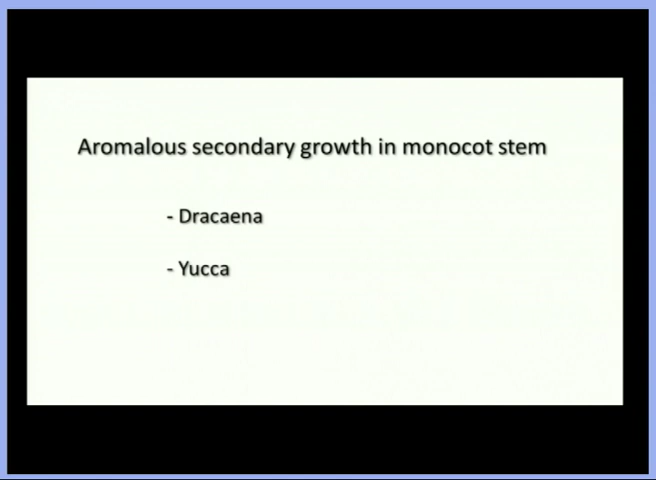 Aromalous secondary growth in monocot stem
- Dracaena
- Yucca